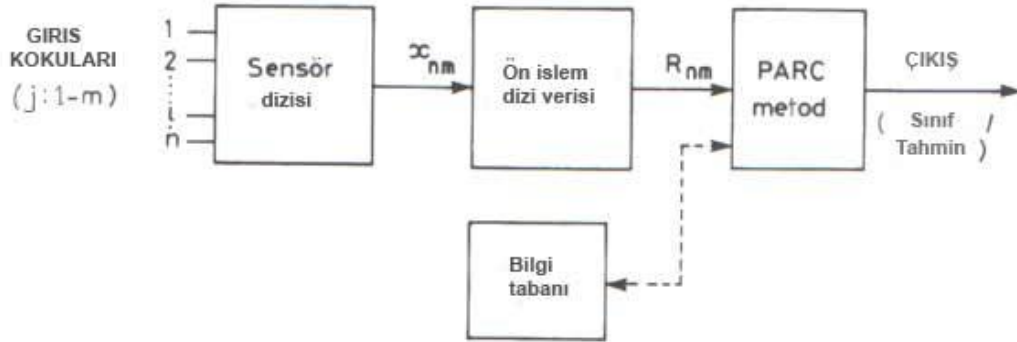 GIRIS
KOKULARI
(j:1-m)
1
2
i
n
Sensör
dizisi
x nm
Ön islem
dizi verisi
R nm
PARC
metod
ÇIKIŞ
( Sınıf /
Tahmin )
Bilgi
tabanı